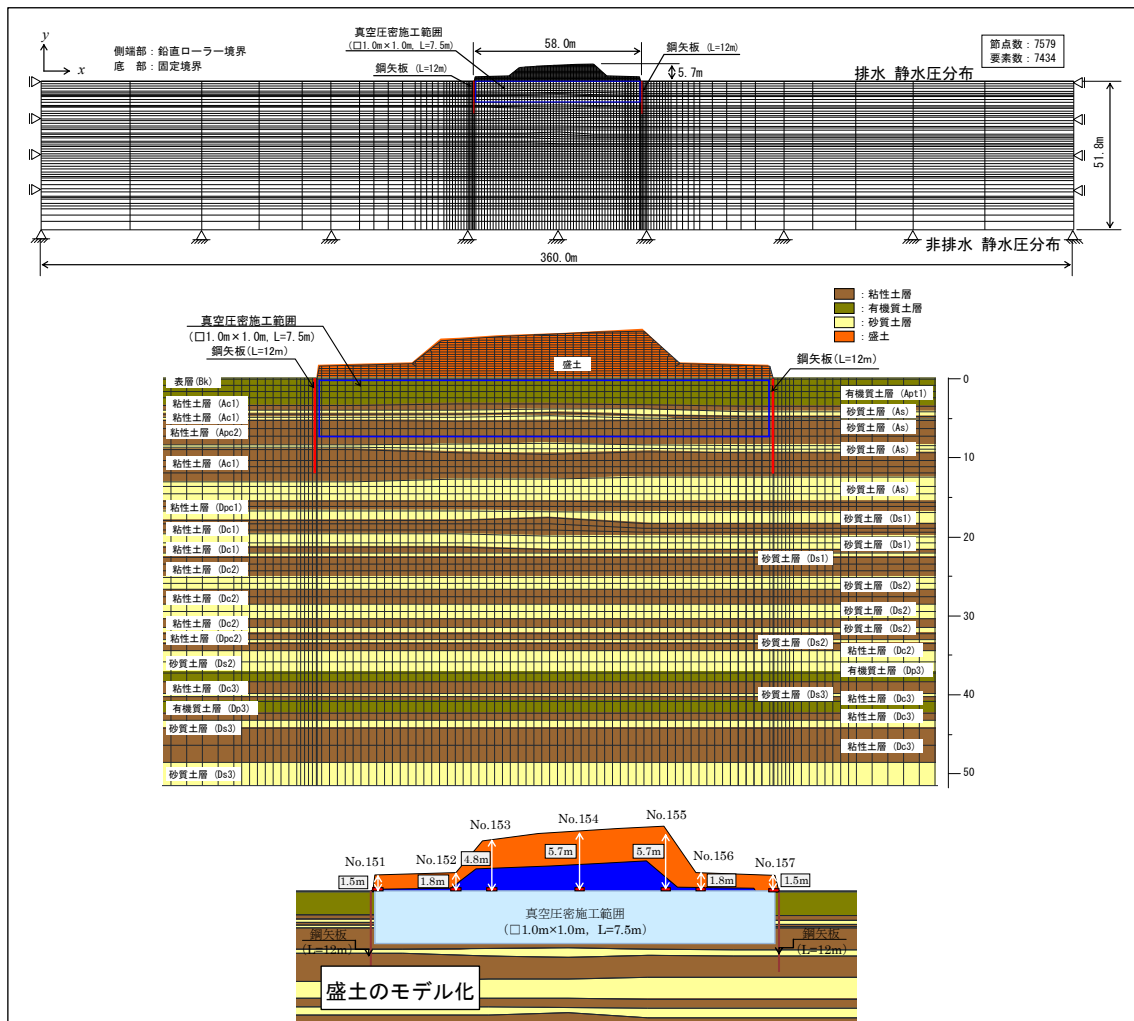 y
x
側端部：鉛直ローラー境界
底　部：固定境界
真空圧密施工範囲
(□1.0m×1.0m, L=7.5m)
鋼矢板 (L=12m)
58.0m
鋼矢板 (L=12m)
5.7m
節点数：7579
要素数：7434
排水 静水圧分布
51.8m
非排水 静水圧分布
360.0m
：粘性土層
：有機質土層
：砂質土層
：盛土
真空圧密施工範囲
(□1.0m×1.0m, L=7.5m)
鋼矢板(L=12m)
鋼矢板(L=12m)
盛土
表層(Bk)
粘性土層 (Ac1)
粘性土層 (Ac1)
粘性土層 (Apc2)
粘性土層 (Ac1)
粘性土層 (Dpc1)
粘性土層 (Dc1)
粘性土層 (Dc1)
粘性土層 (Dc2)
粘性土層 (Dc2)
粘性土層 (Dc2)
粘性土層 (Dpc2)
砂質土層 (Ds2)
粘性土層 (Dc3)
有機質土層 (Dp3)
砂質土層 (Ds3)
砂質土層 (Ds3)
有機質土層 (Apt1)
砂質土層 (As)
砂質土層 (As)
砂質土層 (As)
砂質土層 (As)
砂質土層 (Ds1)
砂質土層 (Ds1)
砂質土層 (Ds1)
砂質土層 (Ds2)
砂質土層 (Ds2)
砂質土層 (Ds2)
砂質土層 (Ds2)
粘性土層 (Dc2)
有機質土層 (Dp3)
砂質土層 (Ds3)
粘性土層 (Dc3)
粘性土層 (Dc3)
粘性土層 (Dc3)
0
10
20
30
40
50
No.151
No.152
No.153
No.154
No.155
No.156
No.157
1.5m
1.8m
4.8m
5.7m
5.7m
1.8m
1.5m
真空圧密施工範囲
(□1.0m×1.0m, L=7.5m)
鋼矢板
(L=12m)
鋼矢板
(L=12m)
盛土のモデル化